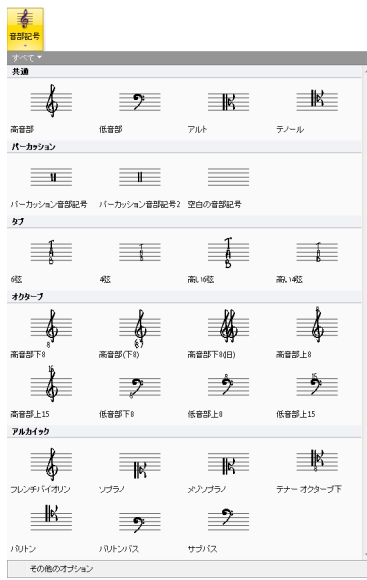 音部記号
すべて
共通
高音部 低音部 アルト テノール
パーカッション
パーカッション音部記号 パーカッション音部記号2 空白の音部記号
タブ
6弦 4弦 高い6弦 高い4弦
オクターブ
高音部下8 高音部(下8) 高音部下8(旧) 高音部上8
高音部上15 低音部下8 低音部上8 低音部上15
アルカイック
フレンチバイオリン ソプラノ メゾソプラノ テナー オクターブ下
バリトン バリトンバス サブバス
その他のオプション